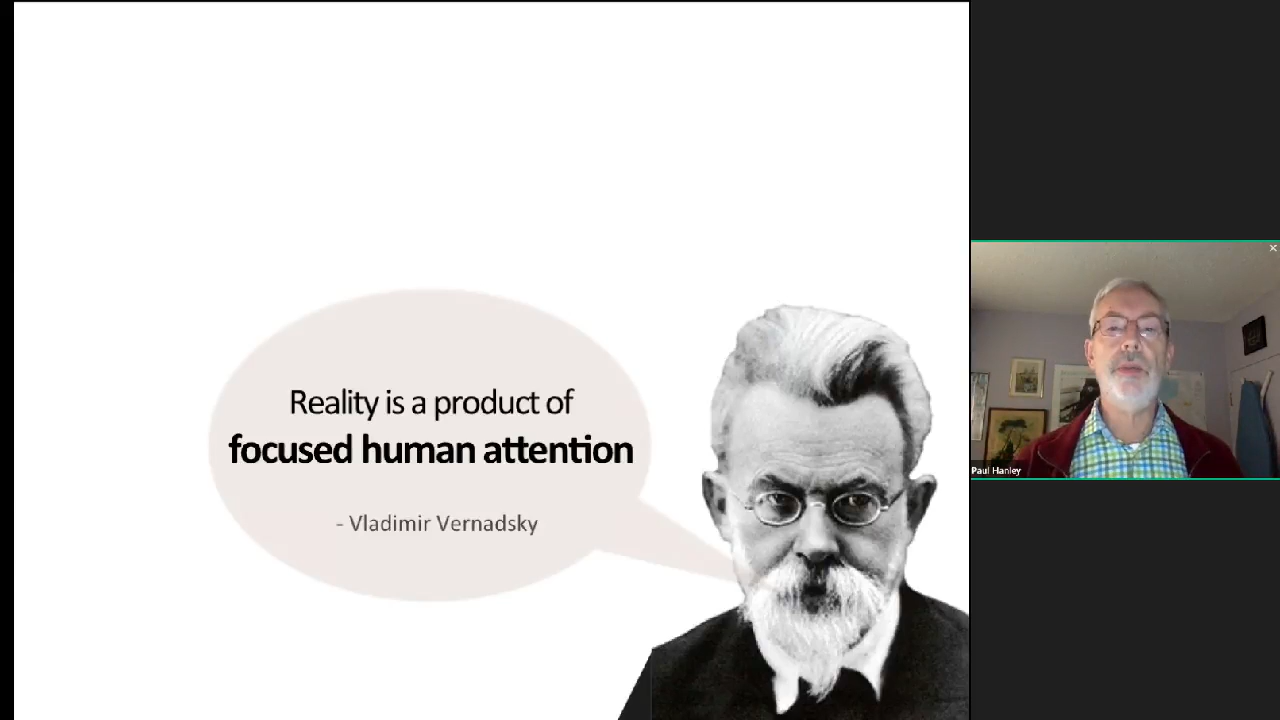 Reality is a product of
focused human attention
- Vladimir Vernadsky
Paul Hanley